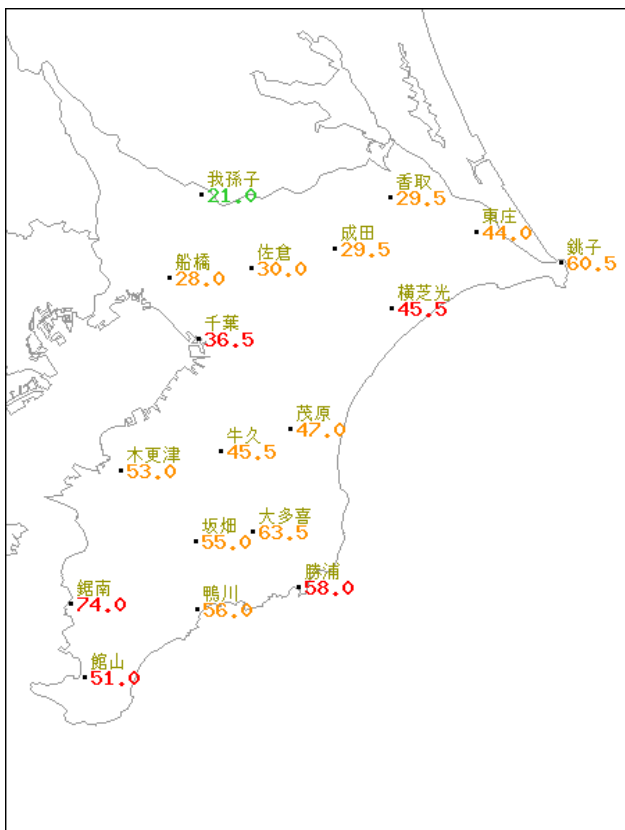 我孫子
21.0
香取
29.5
東庄
44.0
成田
29.5
銚子
60.5
佐倉
30.0
船橋
28.0
横芝光
45.5
千葉
36.5
茂原
47.0
牛久
45.5
木更津
53.0
大多喜
63.5
坂畑
55.0
勝浦
58.0
鋸南
74.0
鴨川
56.0
館山
51.0